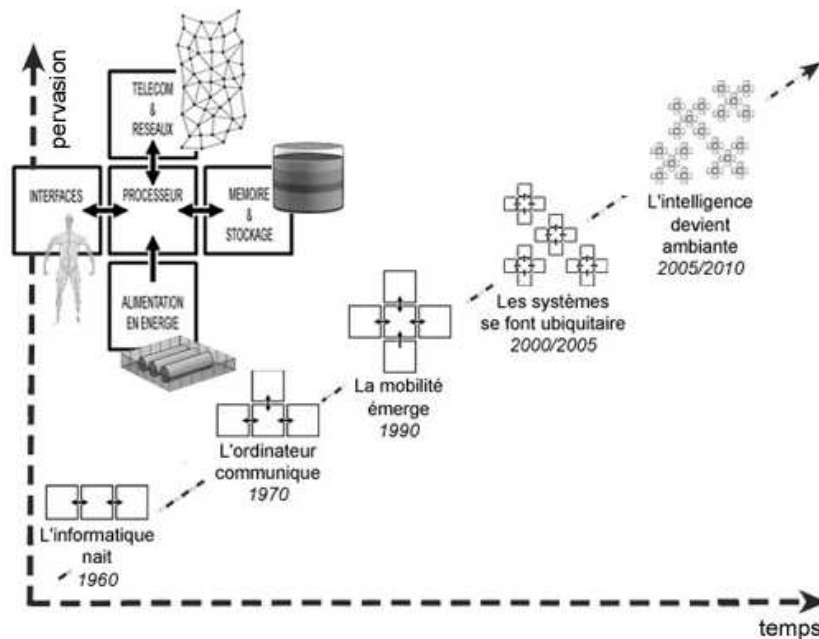 pervasion
TELECOM
&
RESEAUX
INTERFACES
PROCESSEUR
MEMOIRE
&
STOCKAGE
ALIMENTATION
EN ENERGIE
L'informatique
nait
1960
L'ordinateur
communique
1970
La mobilité
émerge
1990
Les systèmes
se font ubiquitaire
2000/2005
L'intelligence
devient
ambiante
2005/2010
temps